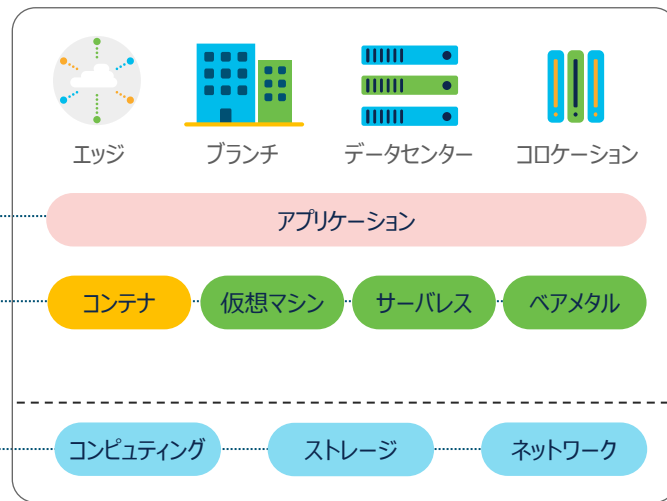 エッジ ブランチ データセンター コロケーション
アプリケーション
コンテナ 仮想マシン サーバレス ベアメタル
コンピュティング ストレージ ネットワーク